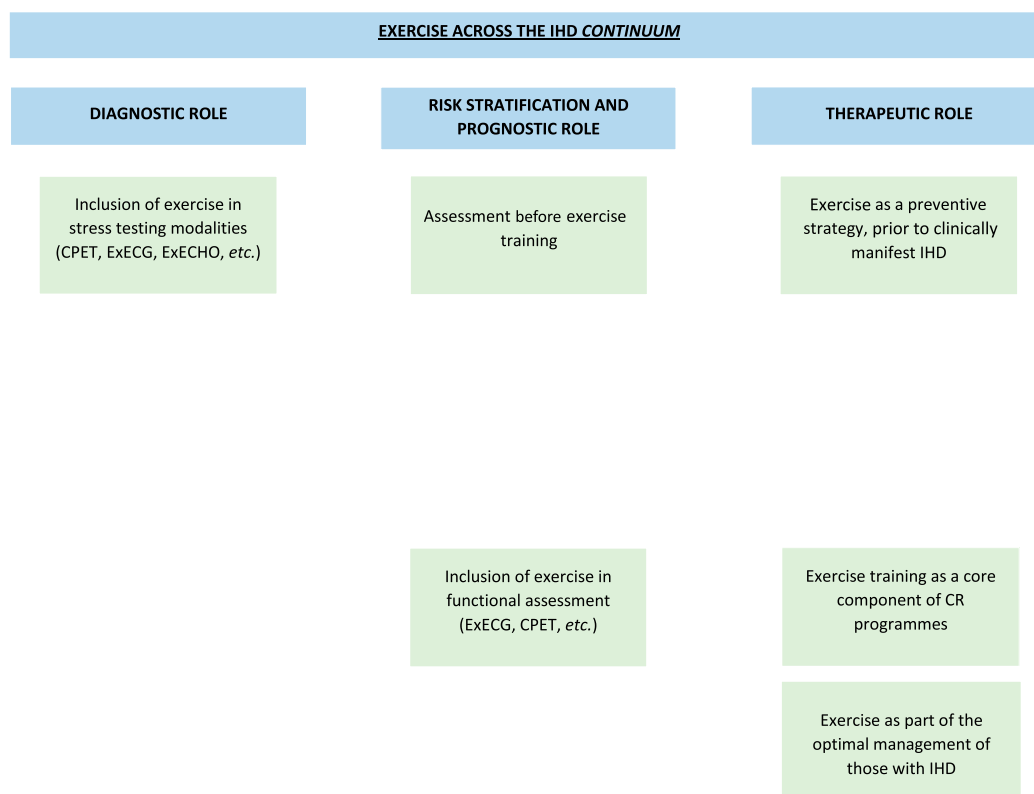 EXERCISE ACROSS THE IHD CONTINUUM
DIAGNOSTIC ROLE
RISK STRATIFICATION AND
PROGNOSTIC ROLE
THERAPEUTIC ROLE
Inclusion of exercise in
stress testing modalities
(CPET, ExECG, ExECHO, etc.)
Assessment before exercise
training
Exercise as a preventive
strategy, prior to clinically
manifest IHD
Inclusion of exercise in
functional assessment
(ExECG, CPET, etc.)
Exercise training as a core
component of CR
programmes
Exercise as part of the
optimal management of
those with IHD